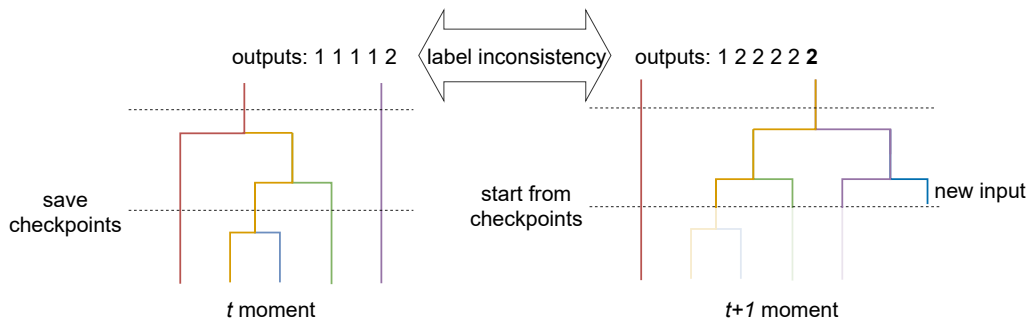 outputs: 1 1 1 1 2
label inconsistency
outputs: 1 2 2 2 2 2
save
checkpoints
start from
checkpoints
new input
t moment
t+1 moment